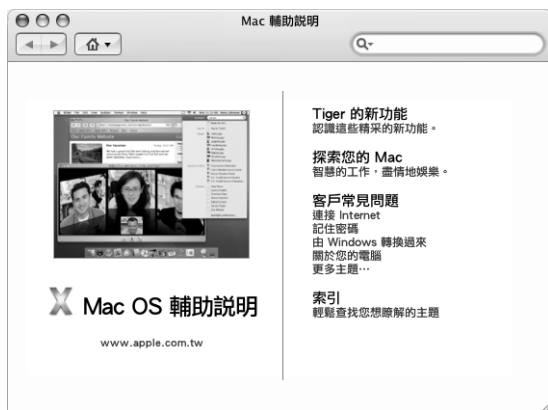 Mac 輔助說明
Tiger 的新功能
認識這些精采的新功能。
探索您的 Mac
智慧的工作，盡情地娛樂。
客戶常見問題
連接 Internet
記住密碼
由 Windows 轉換過來
關於您的電腦
更多主題…
索引
輕鬆查找您想瞭解的主題
Mac OS 輔助說明
www.apple.com.tw